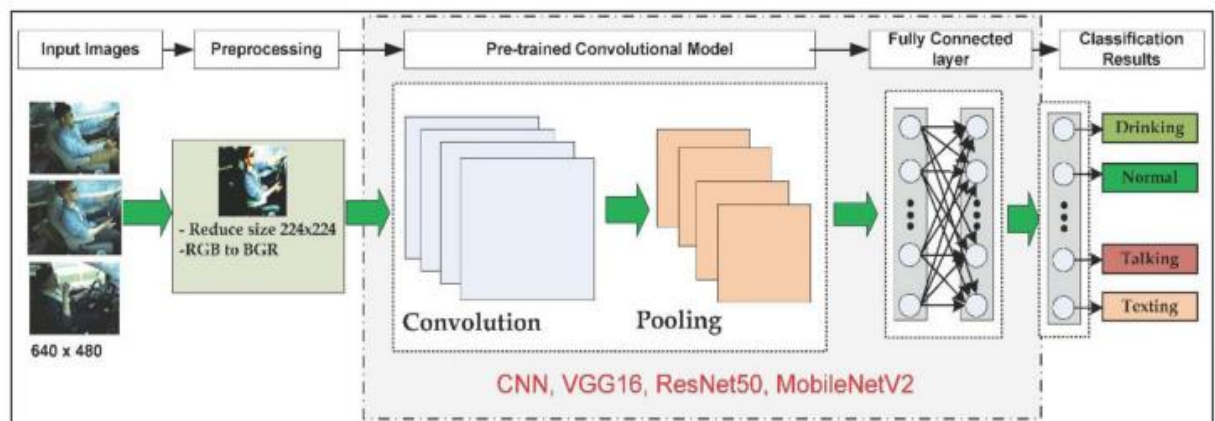 Input Images
Preprocessing
Pre-trained Convolutional Model
Fully Connected
layer
Classification
Results
- Reduce size 224x224
-RGB to BGR
640 x 480
Convolution
Pooling
Drinking
Normal
Talking
Texting
CNN, VGG16, ResNet50, MobileNetV2